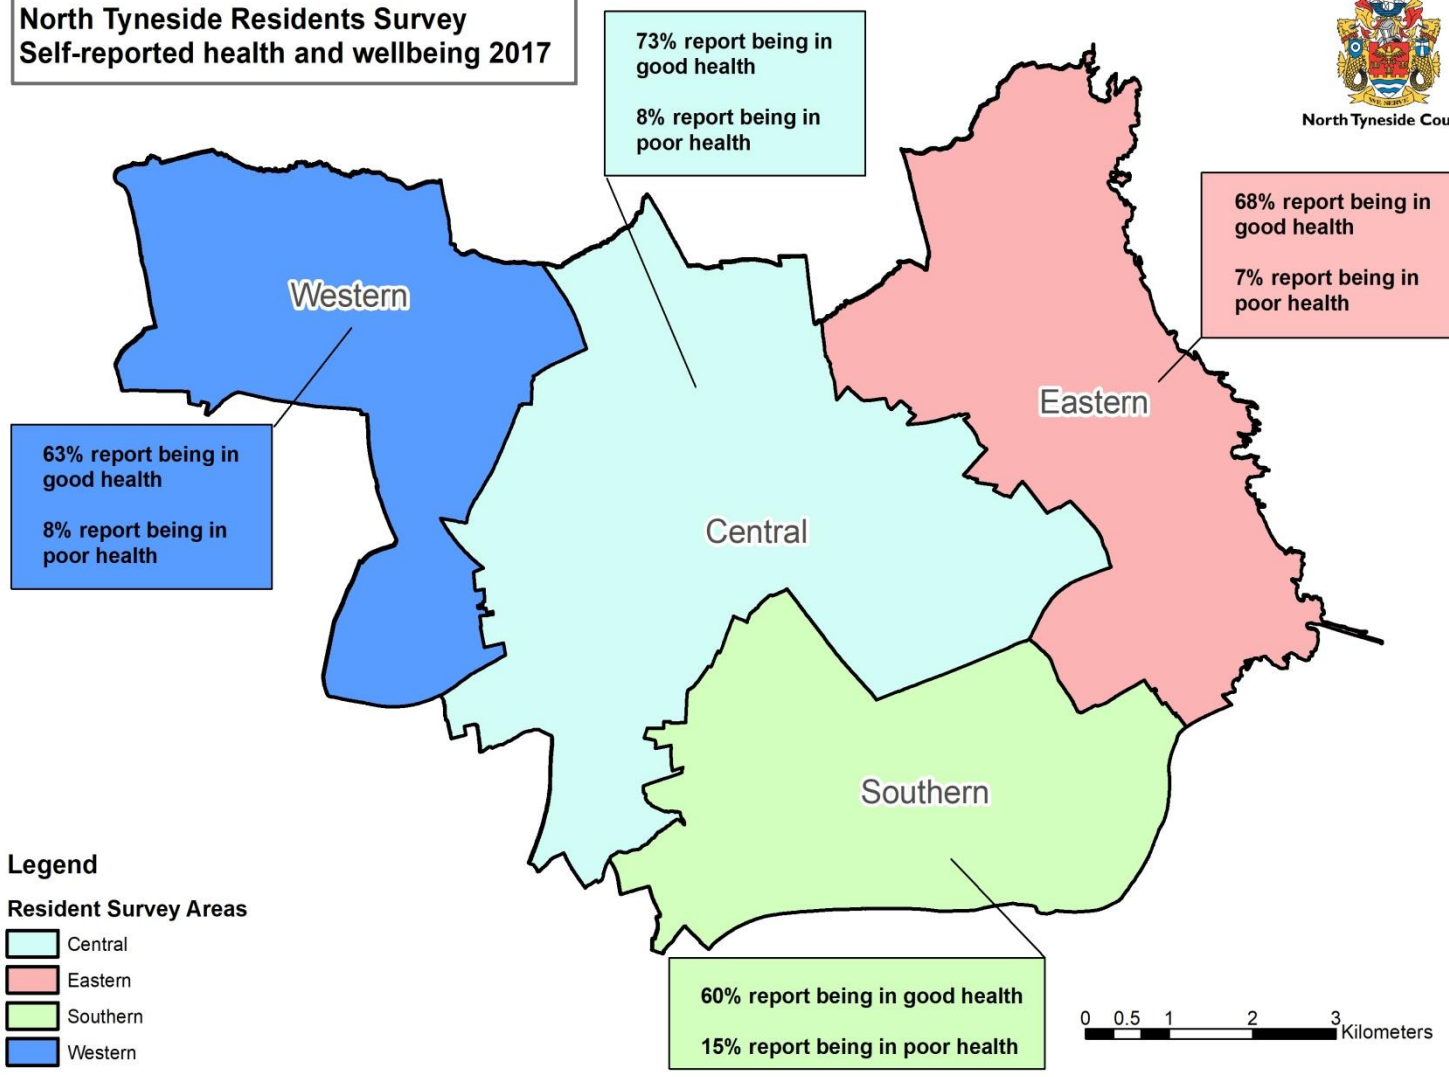 North Tyneside Residents Survey
Self-reported health and wellbeing 2017
73% report being in
good health
8% report being in
poor health
WE SERVE
North Tyneside Cou
68% report being in
good health
7% report being in
poor health
Western
Eastern
63% report being in
good health
8% report being in
poor health
Central
Southern
Legend
Resident Survey Areas
Central
Eastern
Southern
Western
60% report being in good health
15% report being in poor health
0 0.5 1 2 3
Kilometers